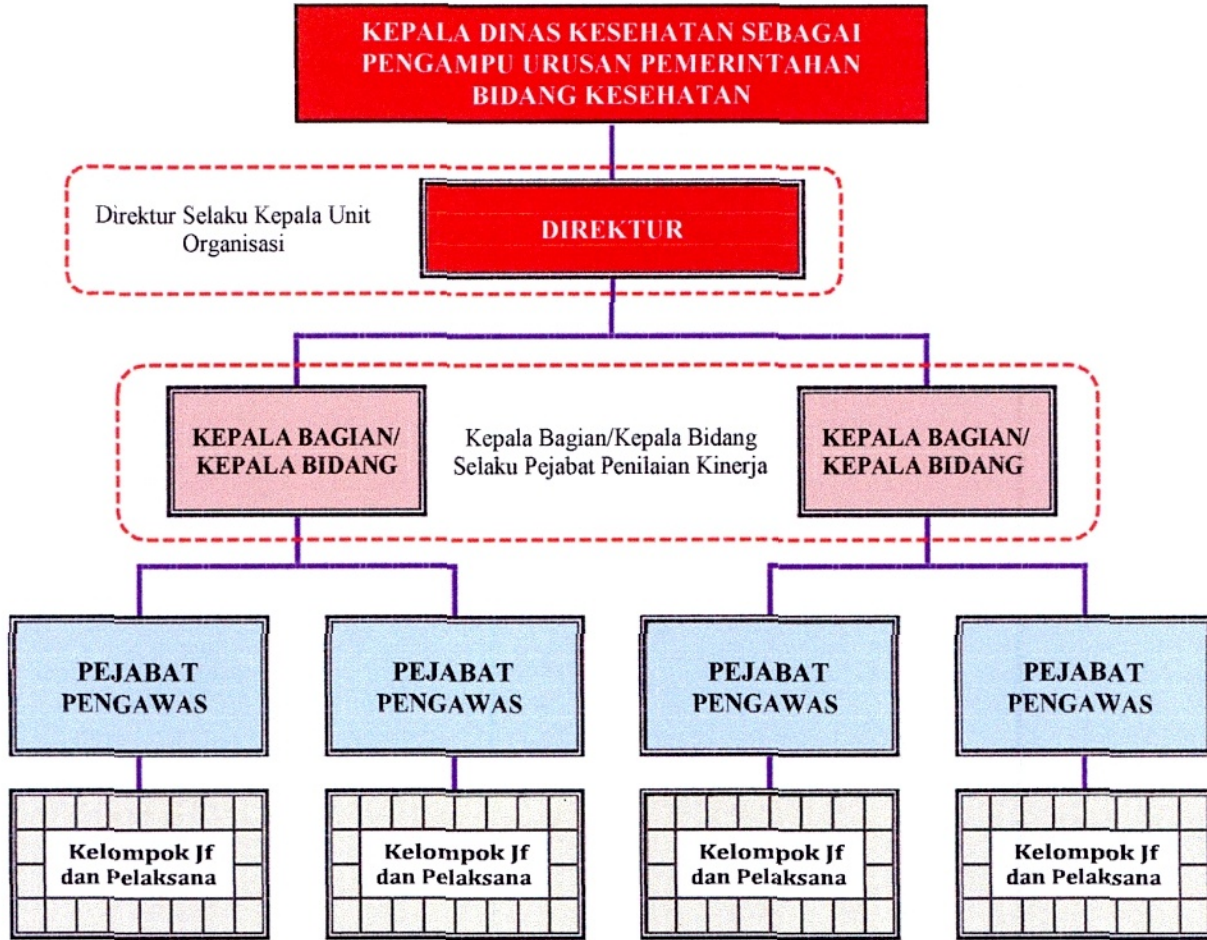 KEPALA DINAS KESEHATAN SEBAGAI
PENGAMPU URUSAN PEMERINTAHAN
BIDANG KESEHATAN
Direktur Selaku Kepala Unit
Organisasi
DIREKTUR
KEPALA BAGIAN/
KEPALA BIDANG
Kepala Bagian/Kepala Bidang
Selaku Pejabat Penilaian Kinerja
KEPALA BAGIAN/
KEPALA BIDANG
PEJABAT
PENGAWAS
PEJABAT
PENGAWAS
PEJABAT
PENGAWAS
PEJABAT
PENGAWAS
Kelompok Jf
dan Pelaksana
Kelompok Jf
dan Pelaksana
Kelompok Jf
dan Pelaksana
Kelompok Jf
dan Pelaksana